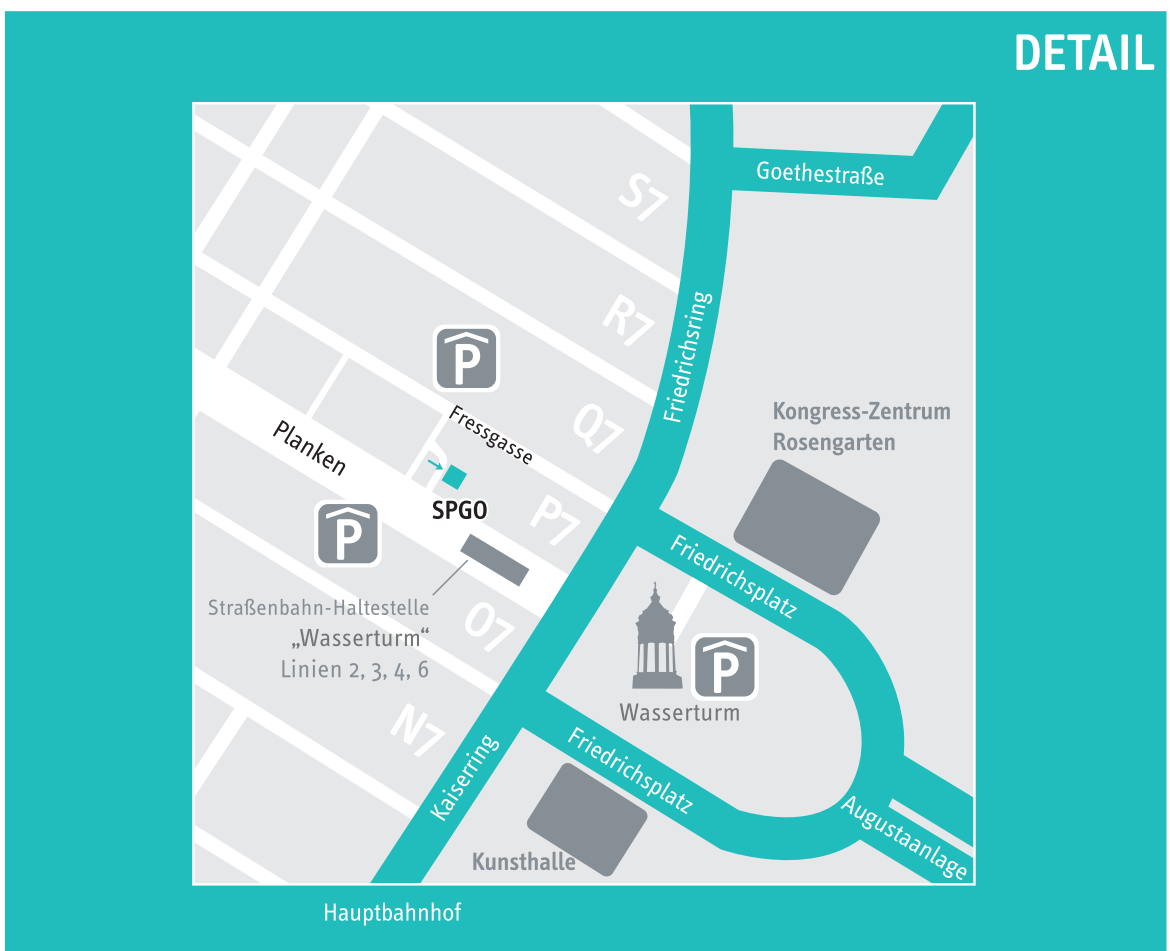 DETAIL
Goethestraße
S7
R7
Friedrichsring
P
Kongress-Zentrum
Rosengarten
Q7
Fressgasse
Planken
SPGO
P7
P
Friedrichsplatz
Straßenbahn-Haltestelle
„Wasserturm“
Linien 2, 3, 4, 6
O7
P
Wasserturm
N7
Kaiserring
Friedrichsplatz
Augustaanlage
Kunsthalle
Hauptbahnhof